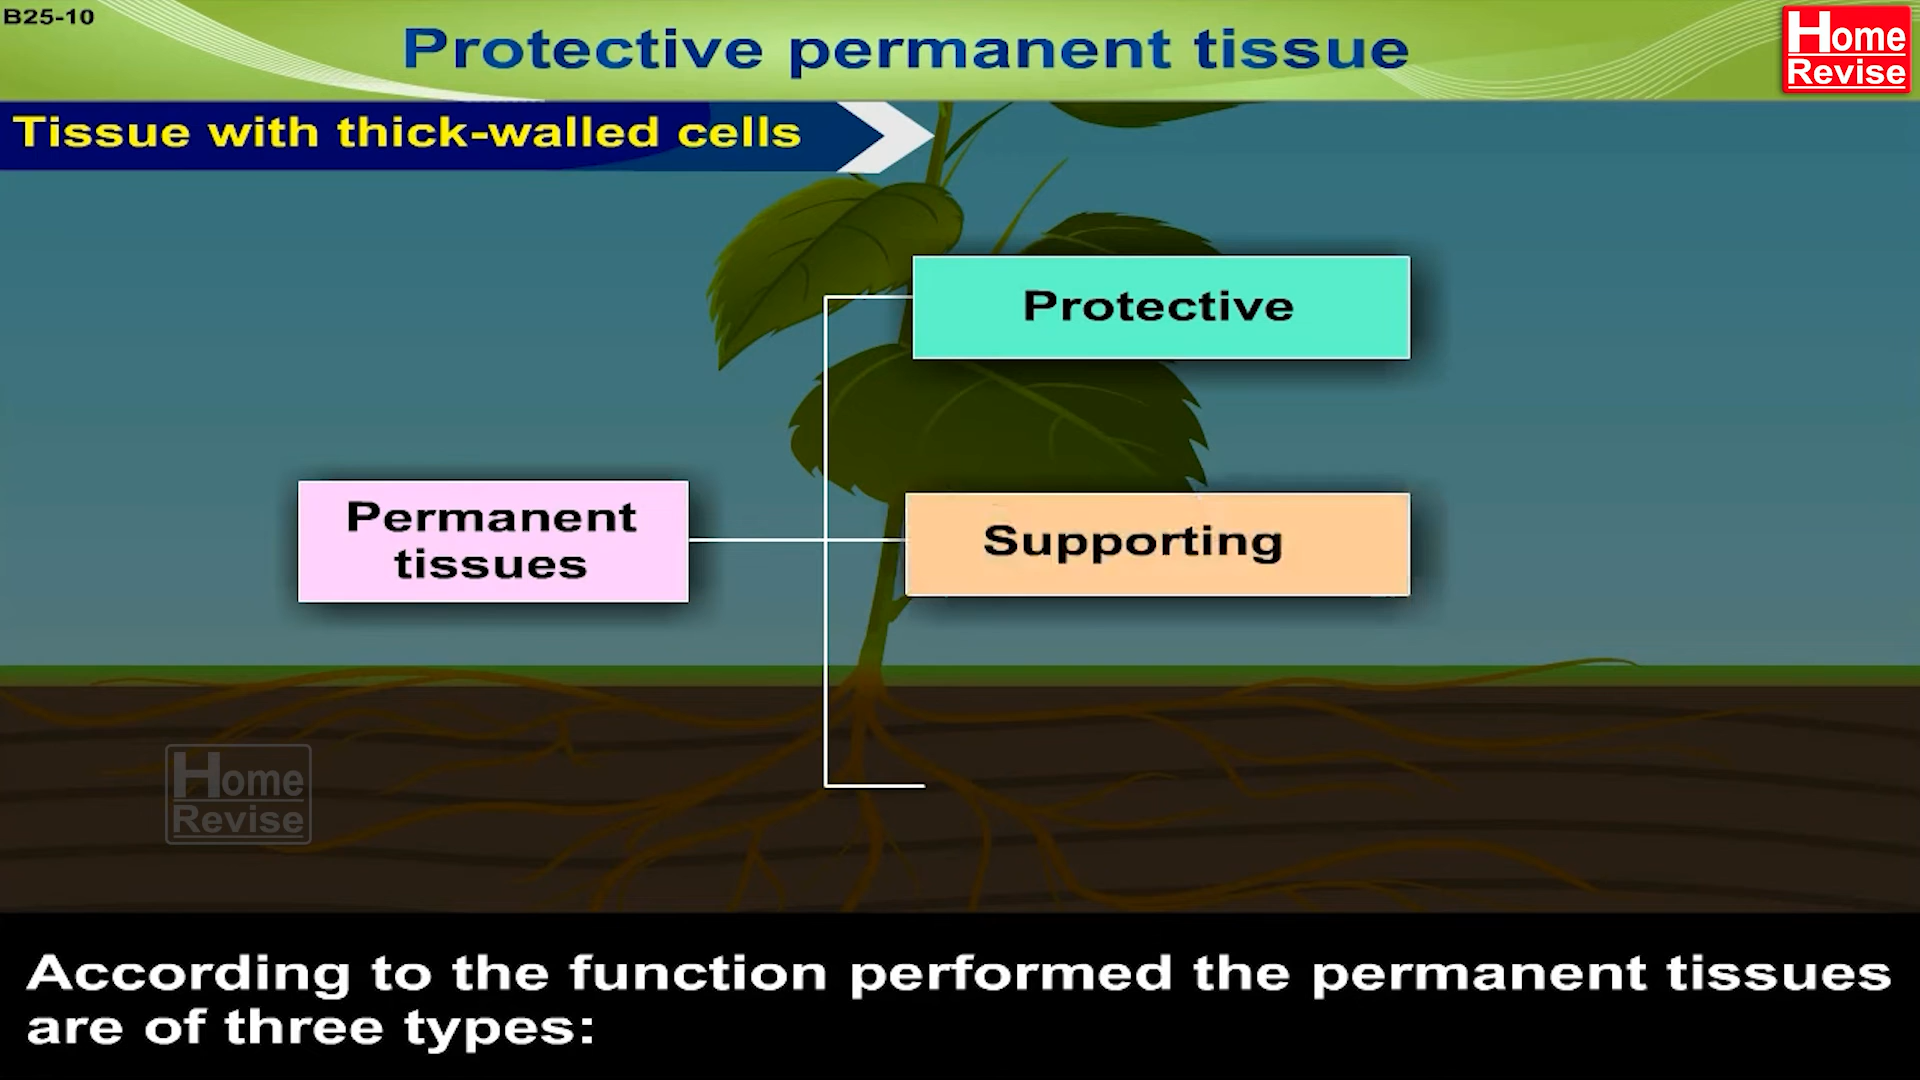 B25-10
Protective permanent tissue
Home
Revise
Tissue with thick-walled cells
Protective
Permanent
tissues
Supporting
Home
Revise
According to the function performed the permanent tissues
are of three types: